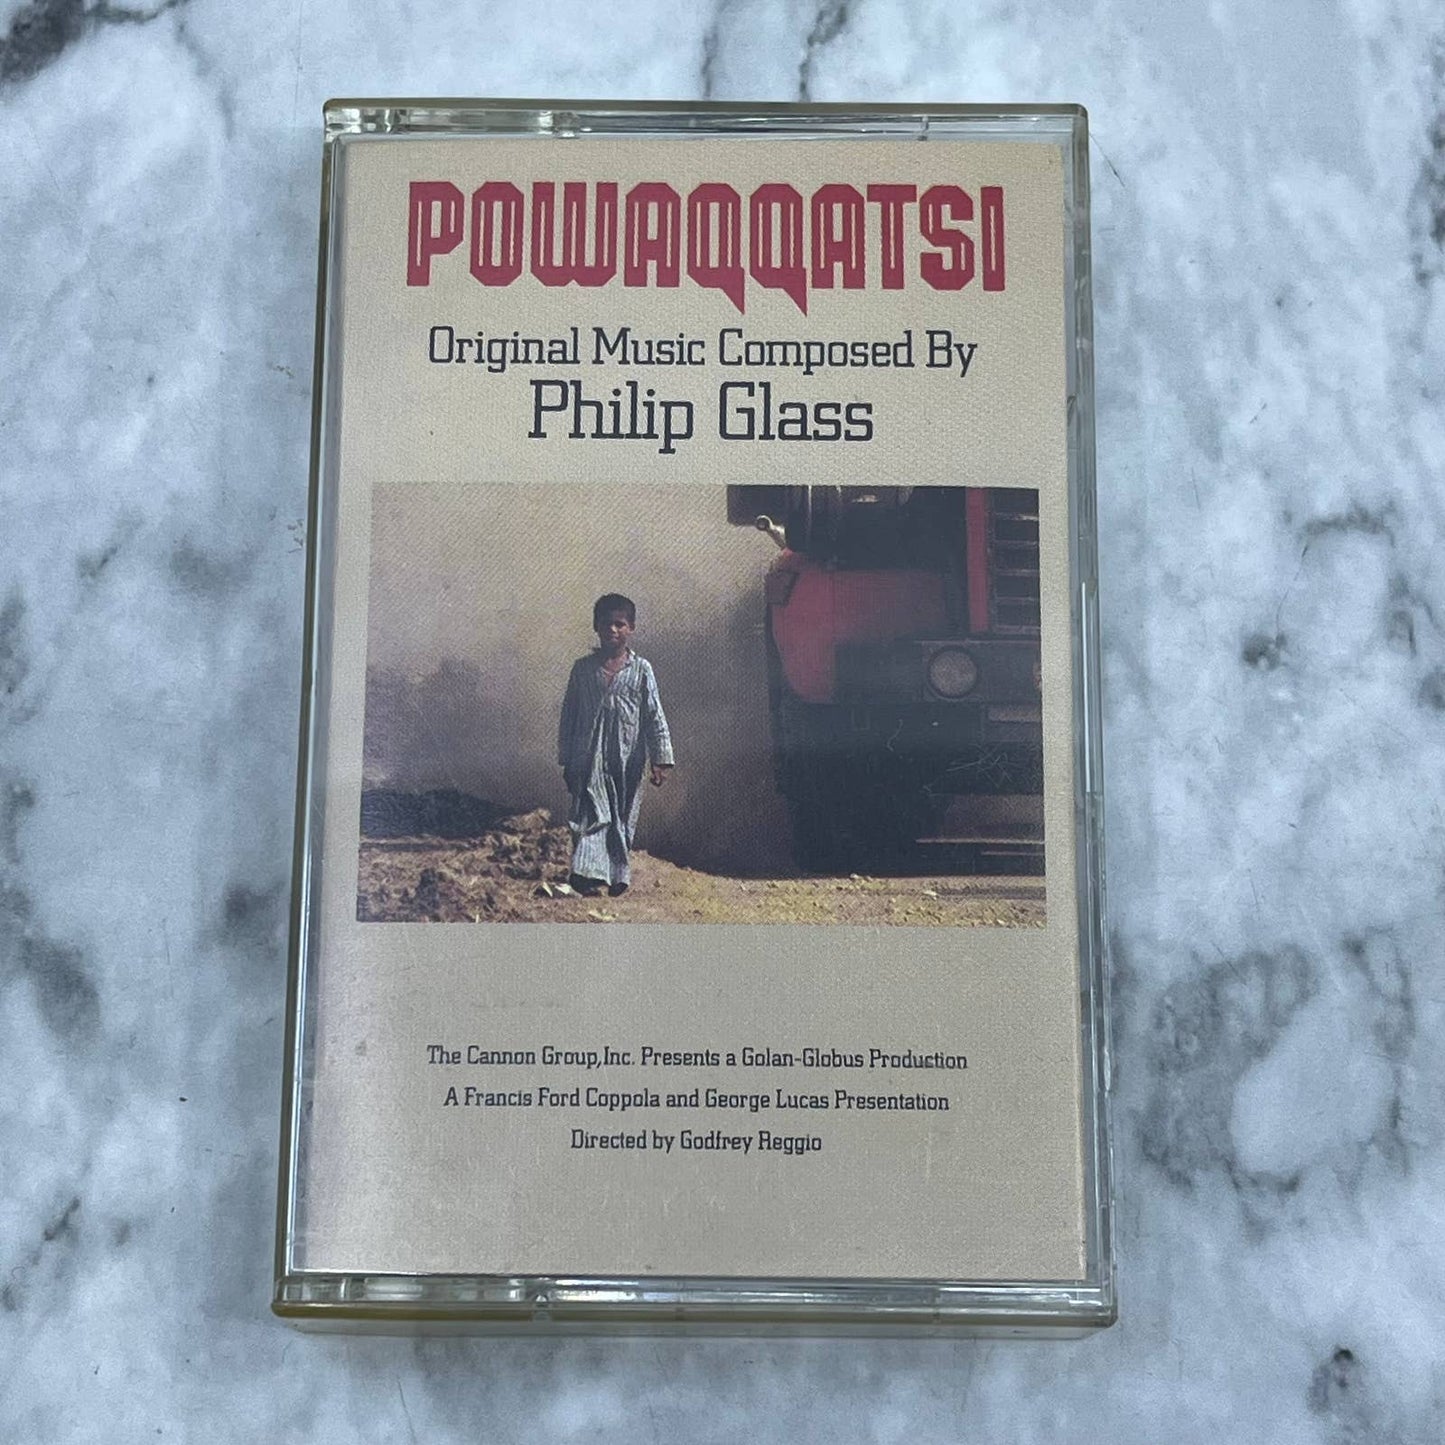 POWAQQATSI
Original Music Composed By
Philip Glass
The Cannon Group,Inc. Presents a Golan-Globus Production
A Francis Ford Coppola and George Lucas Presentation
Directed by Godfrey Reggio